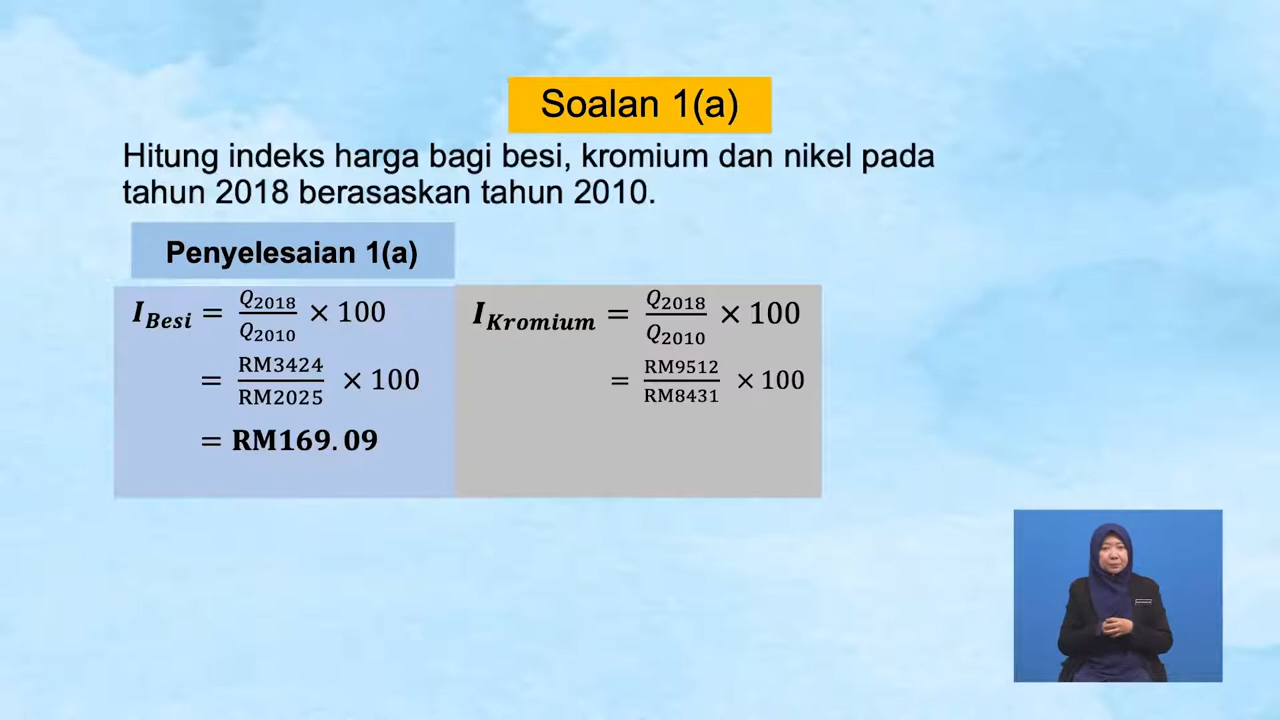 Soalan 1(a)
Hitung indeks harga bagi besi, kromium dan nikel pada
tahun 2018 berasaskan tahun 2010.
Penyelesaian 1(a)
I_Besi = Q_2018/Q_2010 × 100
= RM3424/RM2025 × 100
= RM169.09
I_Kromium = Q_2018/Q_2010 × 100
= RM9512/RM8431 × 100